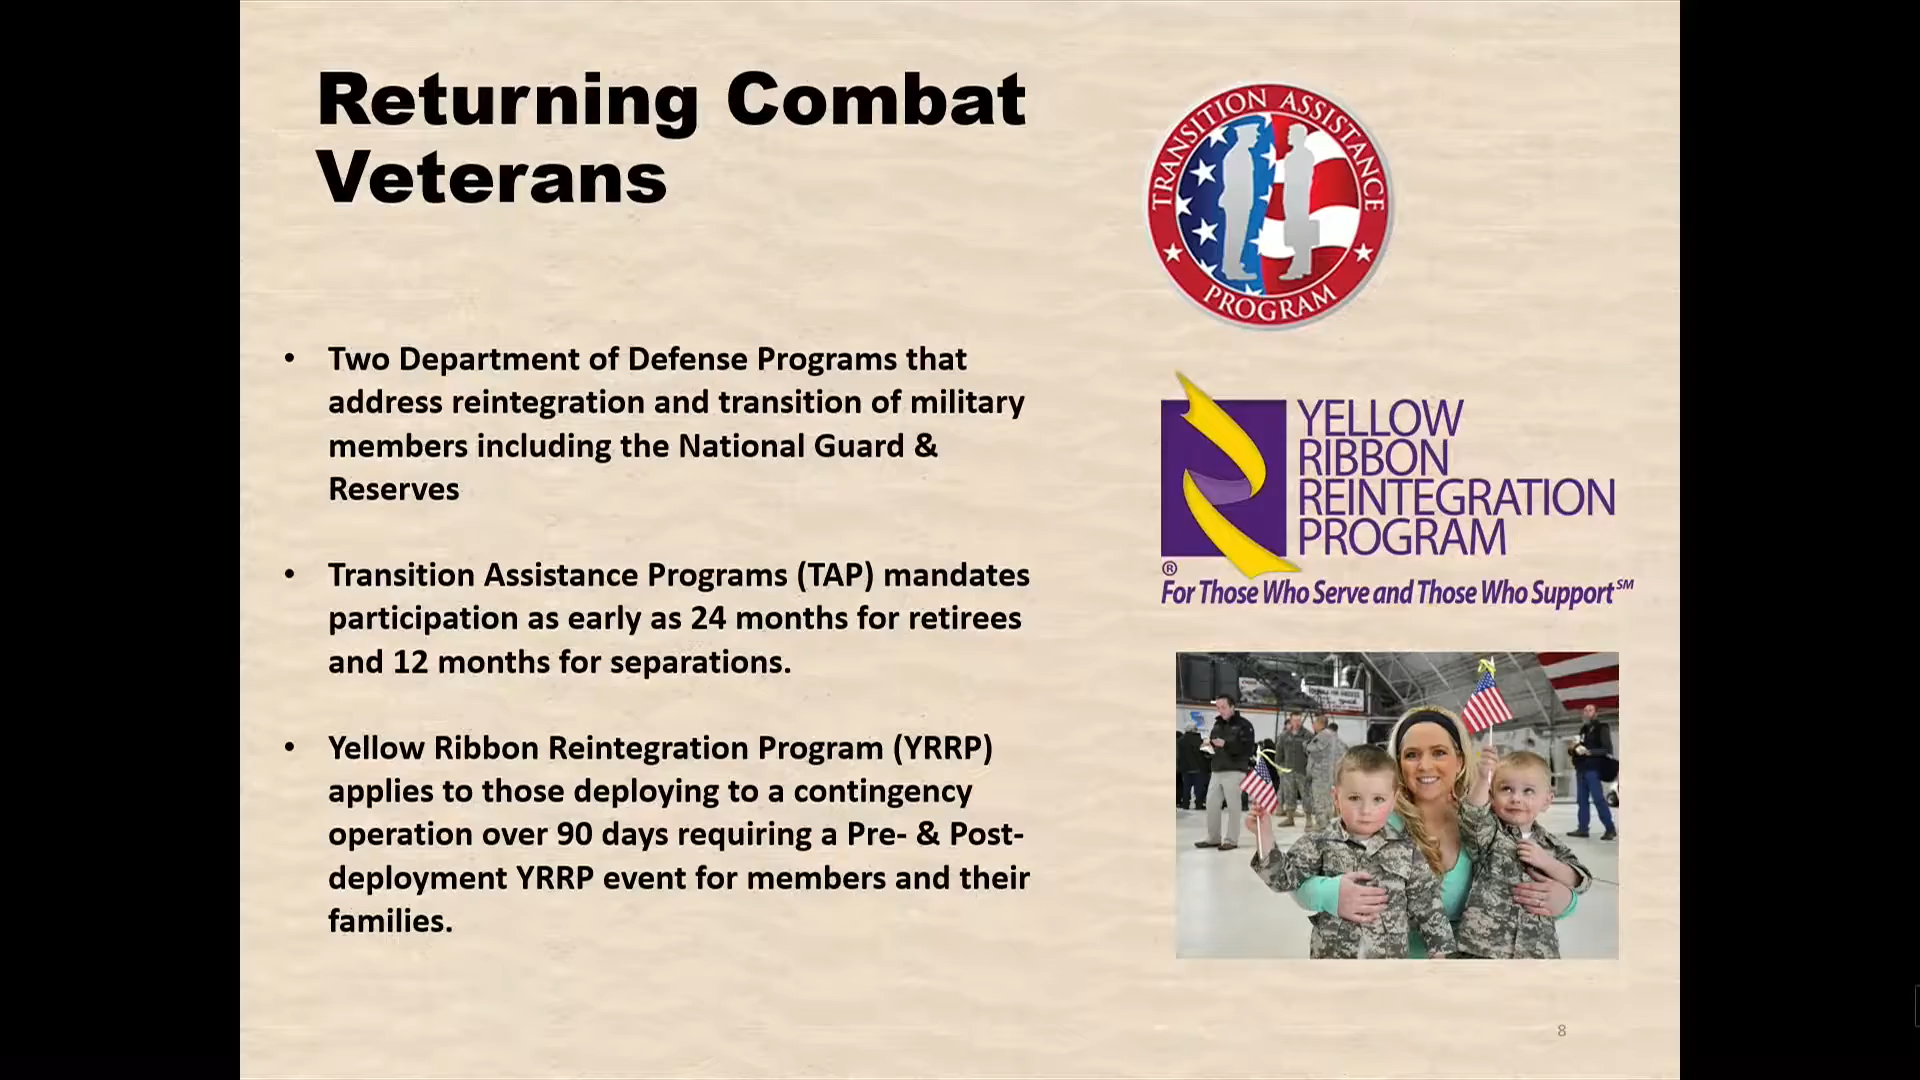 Returning Combat
Veterans
• Two Department of Defense Programs that
address reintegration and transition of military
members including the National Guard &
Reserves
• Transition Assistance Programs (TAP) mandates
participation as early as 24 months for retirees
and 12 months for separations.
• Yellow Ribbon Reintegration Program (YRRP)
applies to those deploying to a contingency
operation over 90 days requiring a Pre- & Post-
deployment YRRP event for members and their
families.
TRANSITION ASSISTANCE
PROGRAM
YELLOW
RIBBON
REINTEGRATION
PROGRAM
®
For Those Who Serve and Those Who Support℠
8